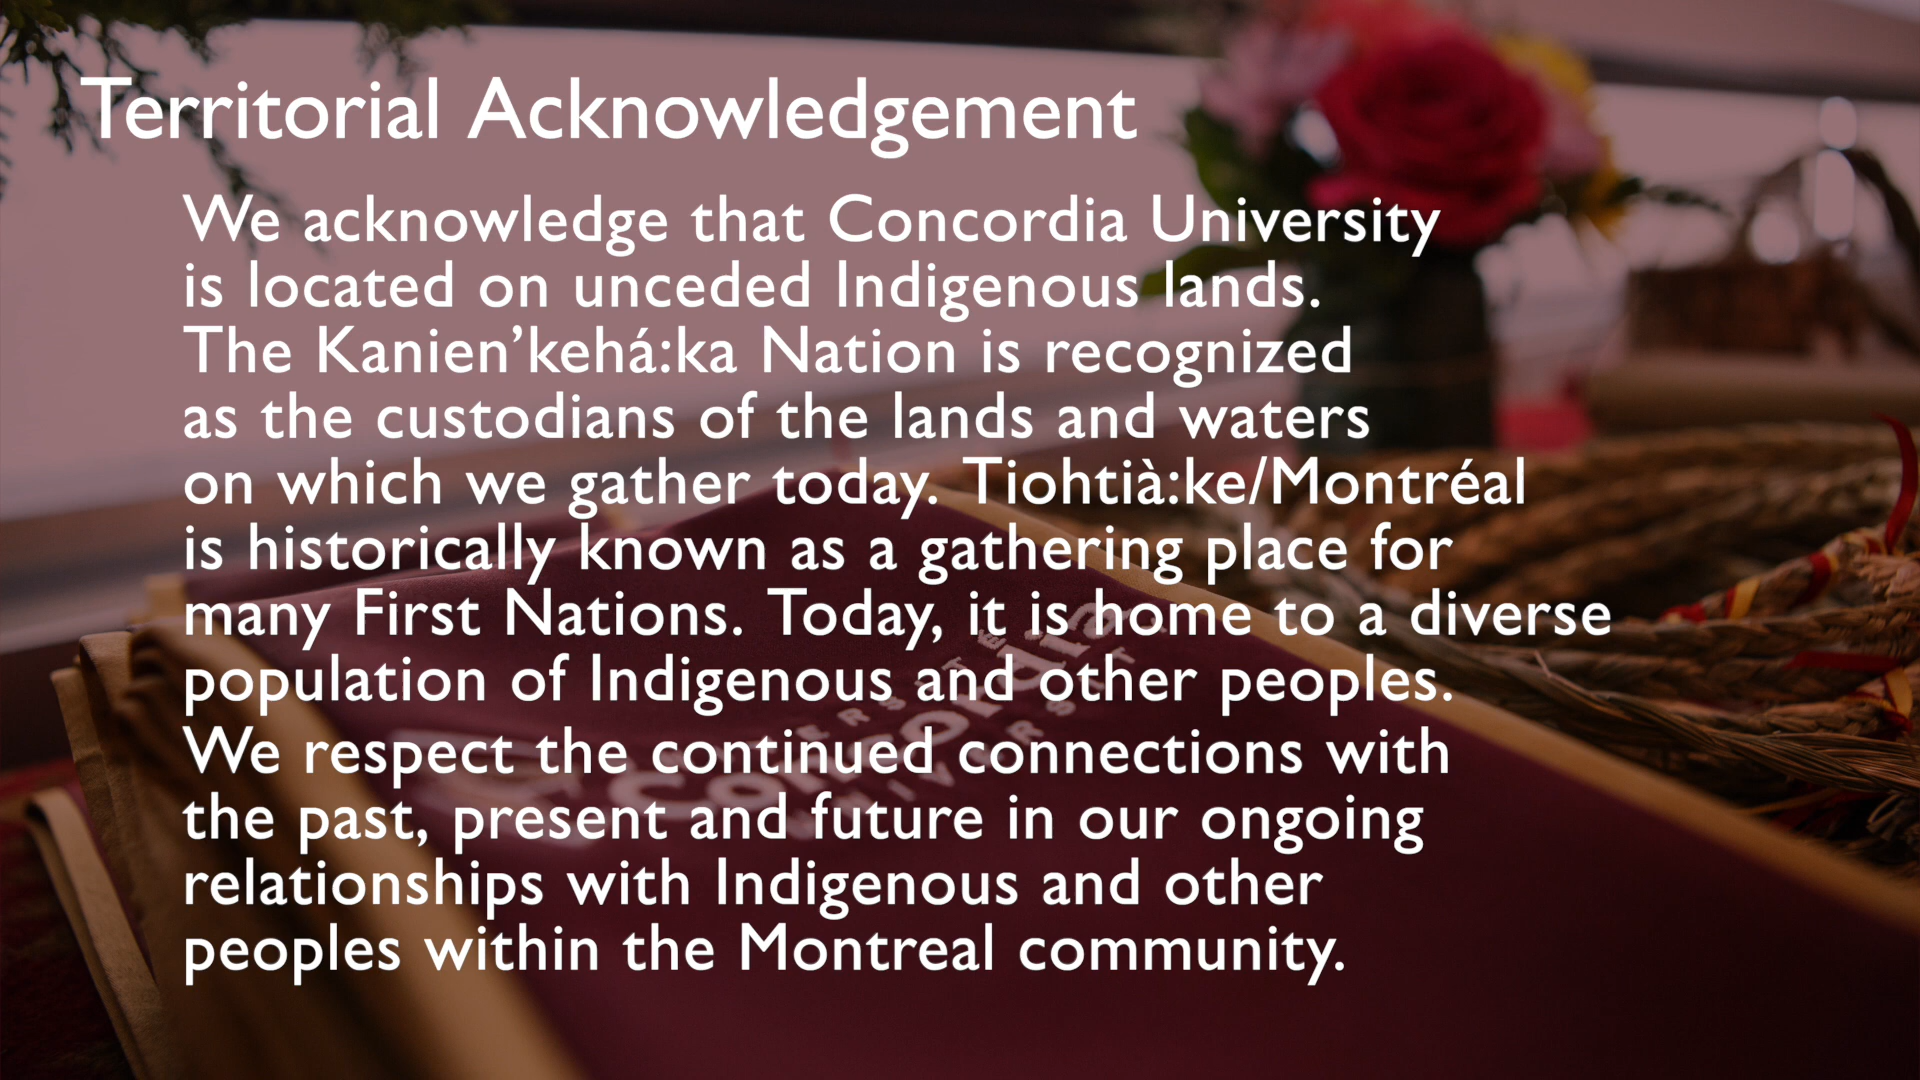 Territorial Acknowledgement
We acknowledge that Concordia University
is located on unceded Indigenous lands.
The Kanien’kehá:ka Nation is recognized
as the custodians of the lands and waters
on which we gather today. Tiohtià:ke/Montréal
is historically known as a gathering place for
many First Nations. Today, it is home to a diverse
population of Indigenous and other peoples.
We respect the continued connections with
the past, present and future in our ongoing
relationships with Indigenous and other
peoples within the Montreal community.
Concordia